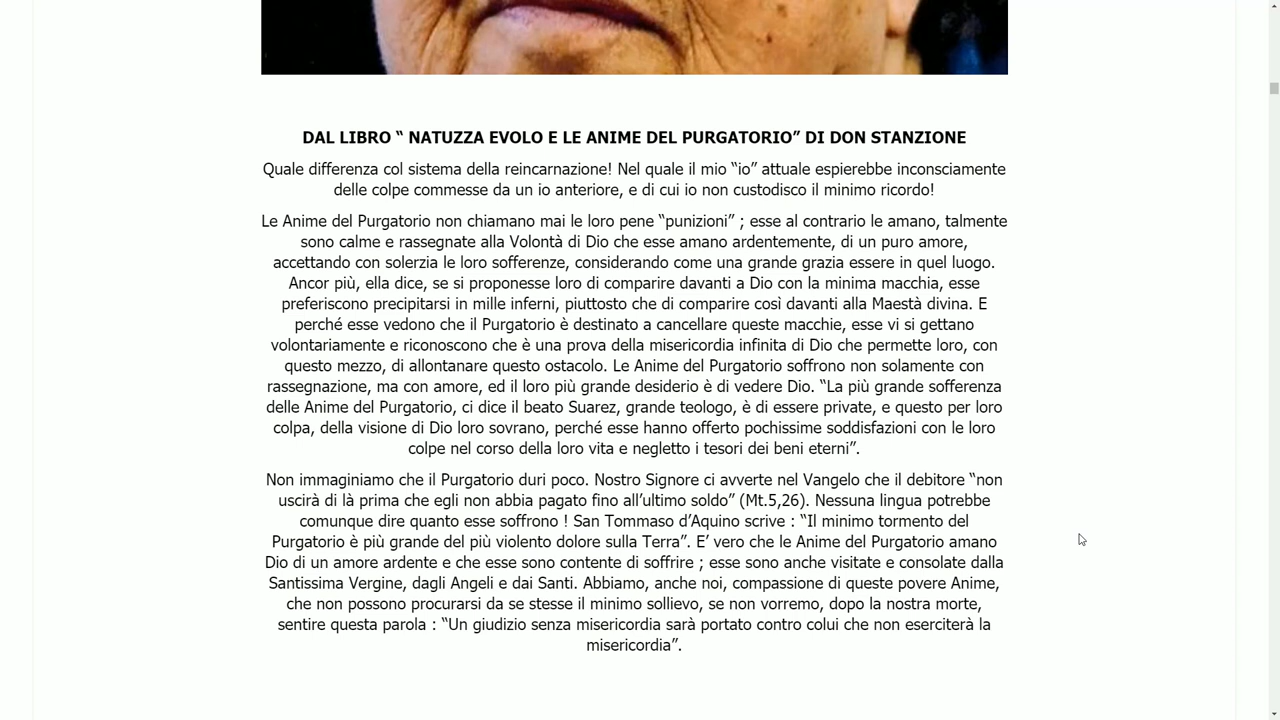 DAL LIBRO “ NATUZZA EVOLO E LE ANIME DEL PURGATORIO” DI DON STANZIONE
Quale differenza col sistema della reincarnazione! Nel quale il mio “io” attuale espierebbe inconsciamente
delle colpe commesse da un io anteriore, e di cui io non custodisco il minimo ricordo!
Le Anime del Purgatorio non chiamano mai le loro pene “punizioni” ; esse al contrario le amano, talmente
sono calme e rassegnate alla Volontà di Dio che esse amano ardentemente, di un puro amore,
accettando con solerzia le loro sofferenze, considerando come una grande grazia essere in quel luogo.
Ancor più, ella dice, se si proponesse loro di comparire davanti a Dio con la minima macchia, esse
preferiscono precipitarsi in mille inferni, piuttosto che di comparire così davanti alla Maestà divina. E
perché esse vedono che il Purgatorio è destinato a cancellare queste macchie, esse vi si gettano
volontariamente e riconoscono che è una prova della misericordia infinita di Dio che permette loro, con
questo mezzo, di allontanare questo ostacolo. Le Anime del Purgatorio soffrono non solamente con
rassegnazione, ma con amore, ed il loro più grande desiderio è di vedere Dio. “La più grande sofferenza
delle Anime del Purgatorio, ci dice il beato Suarez, grande teologo, è di essere private, e questo per loro
colpa, della visione di Dio loro sovrano, perché esse hanno offerto pochissime soddisfazioni con le loro
colpe nel corso della loro vita e negletto i tesori dei beni eterni”.
Non immaginiamo che il Purgatorio duri poco. Nostro Signore ci avverte nel Vangelo che il debitore “non
uscirà di là prima che egli non abbia pagato fino all’ultimo soldo” (Mt.5,26). Nessuna lingua potrebbe
comunque dire quanto esse soffrono ! San Tommaso d’Aquino scrive : “Il minimo tormento del
Purgatorio è più grande del più violento dolore sulla Terra”. E’ vero che le Anime del Purgatorio amano
Dio di un amore ardente e che esse sono contente di soffrire ; esse sono anche visitate e consolate dalla
Santissima Vergine, dagli Angeli e dai Santi. Abbiamo, anche noi, compassione di queste povere Anime,
che non possono procurarsi da se stesse il minimo sollievo, se non vorremo, dopo la nostra morte,
sentire questa parola : “Un giudizio senza misericordia sarà portato contro colui che non eserciterà la
misericordia”.